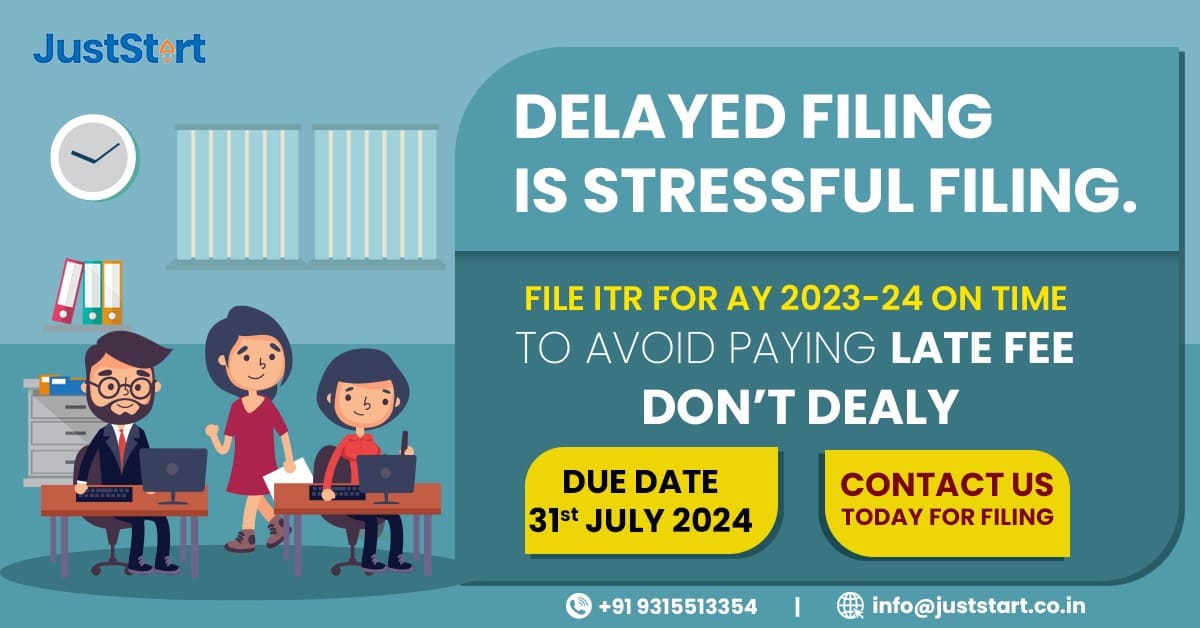 JustStart
DELAYED FILING
IS STRESSFUL FILING.
FILE ITR FOR AY 2023-24 ON TIME
TO AVOID PAYING LATE FEE
DON'T DEALY
DUE DATE
31st JULY 2024
CONTACT US
TODAY FOR FILING
+91 9315513354 | info@juststart.co.in